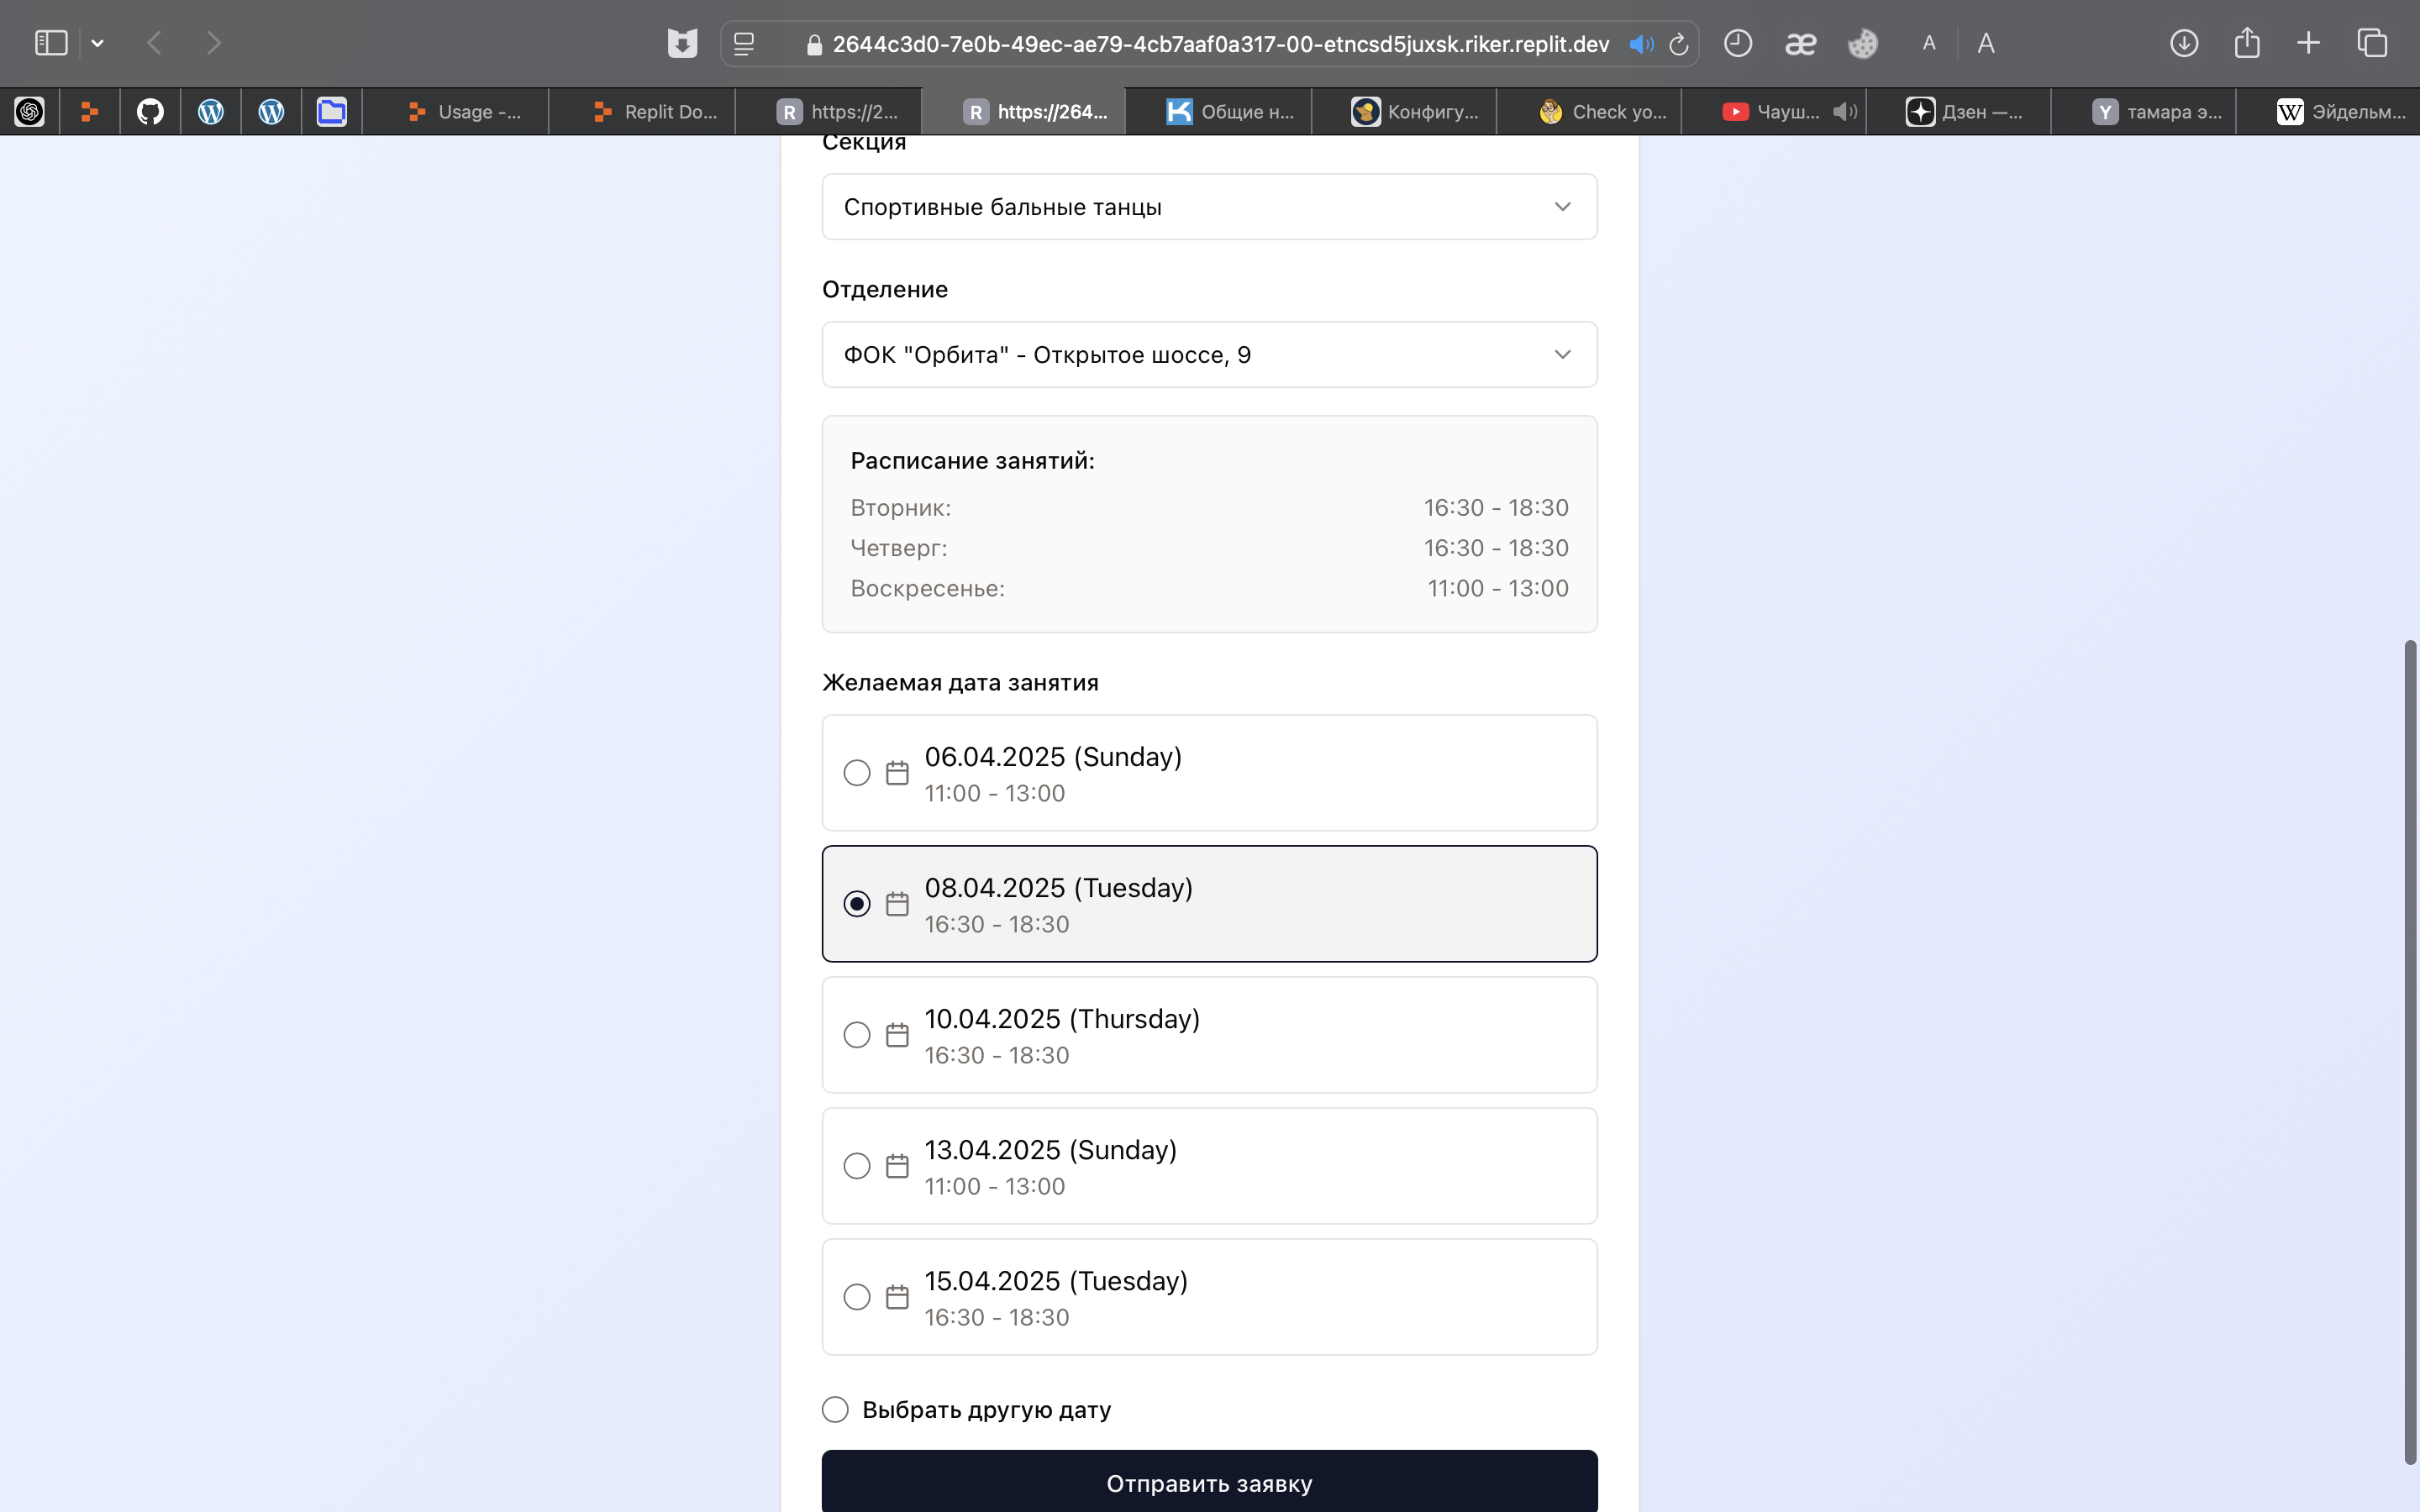 2644c3d0-7e0b-49ec-ae79-4cb7aaf0a317-00-etncsd5juxsk.riker.replit.dev
A
A
Usage -...
Replit Do...
R
https://2...
R
https://264...
Общие н...
Конфигу...
Check yo...
Чауш...
Дзен —...
Y
тамара э...
W
Эйдельм...
Секция
Спортивные бальные танцы
Отделение
ФОК "Орбита" - Открытое шоссе, 9
Расписание занятий:
Вторник: 16:30 - 18:30
Четверг: 16:30 - 18:30
Воскресенье: 11:00 - 13:00
Желаемая дата занятия
06.04.2025 (Sunday)
11:00 - 13:00
08.04.2025 (Tuesday)
16:30 - 18:30
10.04.2025 (Thursday)
16:30 - 18:30
13.04.2025 (Sunday)
11:00 - 13:00
15.04.2025 (Tuesday)
16:30 - 18:30
Выбрать другую дату
Отправить заявку